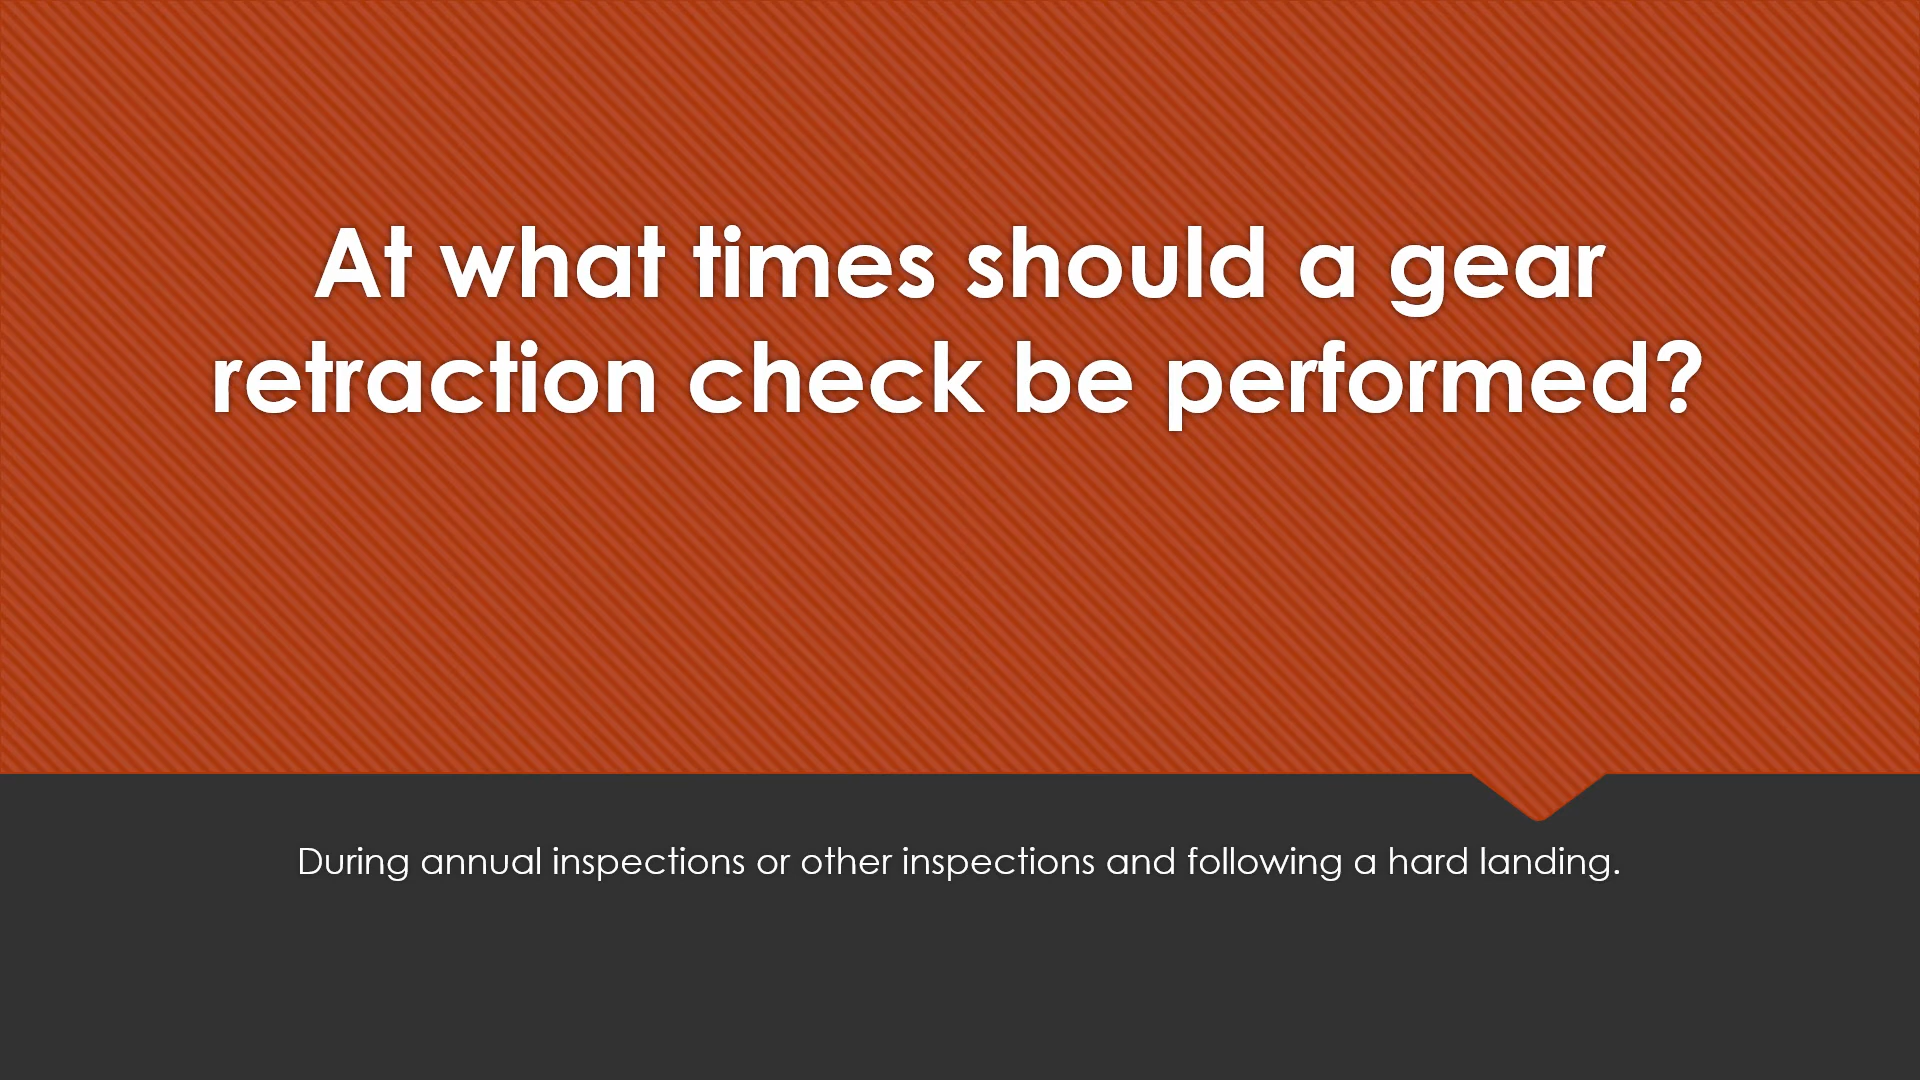 At what times should a gear
retraction check be performed?
During annual inspections or other inspections and following a hard landing.